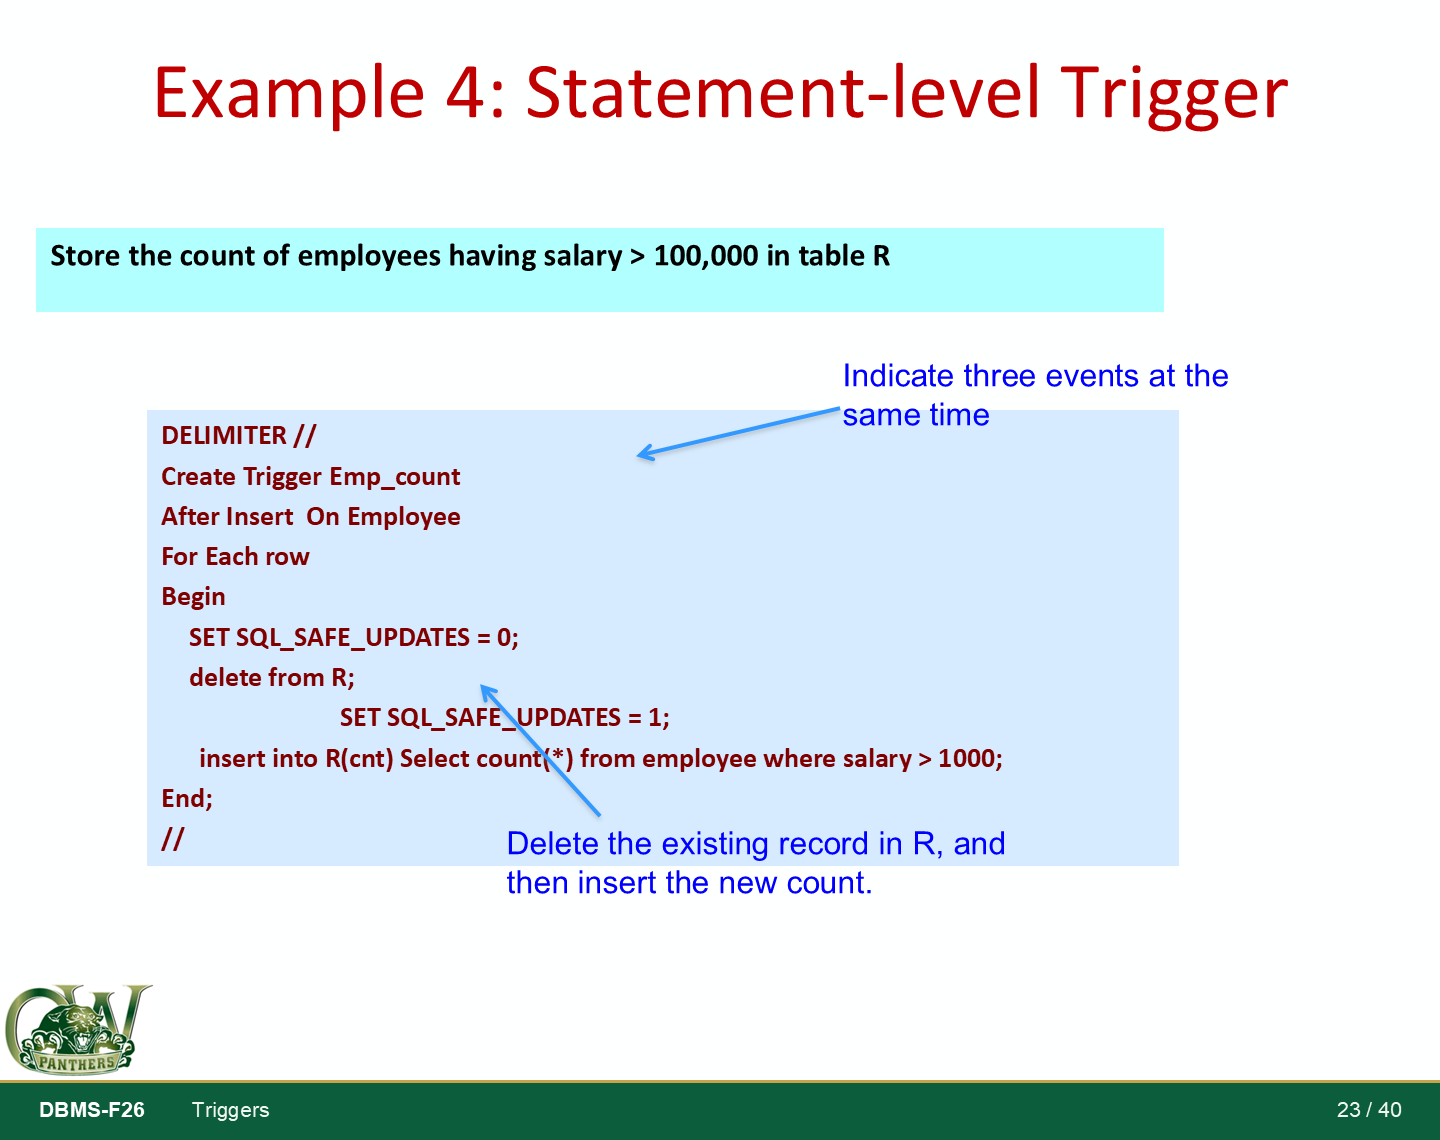 Example 4: Statement-level Trigger
Store the count of employees having salary > 100,000 in table R
Indicate three events at the
same time
DELIMITER //
Create Trigger Emp_count
After Insert  On Employee
For Each row
Begin
SET SQL_SAFE_UPDATES = 0;
delete from R;
SET SQL_SAFE_UPDATES = 1;
insert into R(cnt) Select count(*) from employee where salary > 1000;
End;
//
Delete the existing record in R, and
then insert the new count.
OW
PANTHERS
DBMS-F26 Triggers 23 / 40